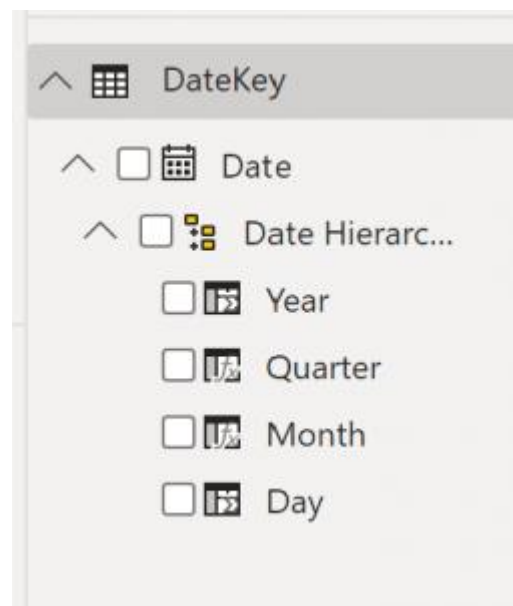 DateKey
Date
Date Hierarc...
Year
Quarter
Month
Day